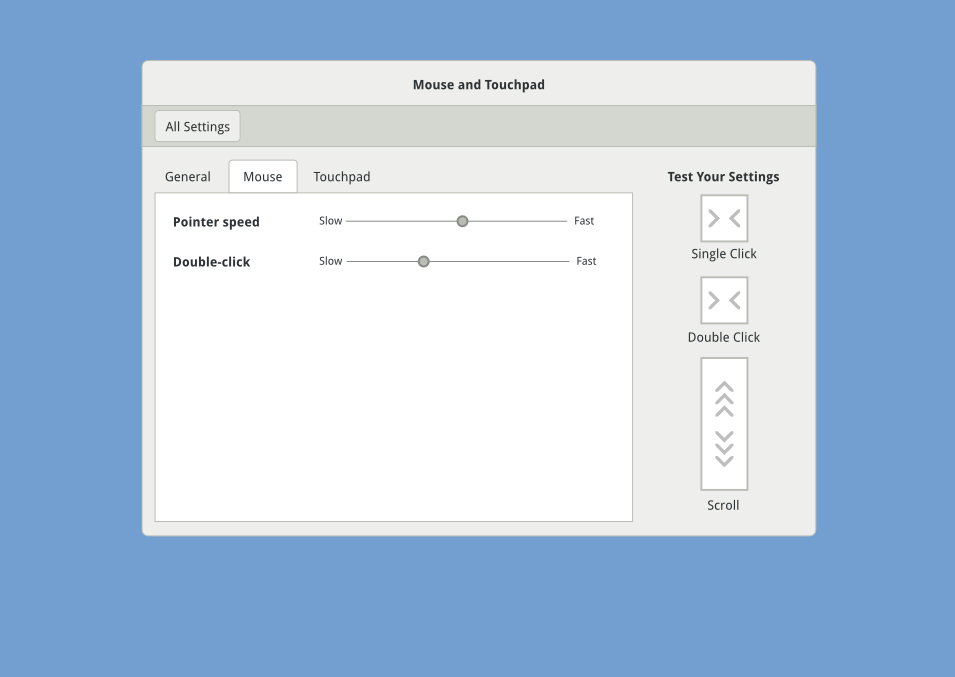 Mouse and Touchpad
All Settings
General Mouse Touchpad
Test Your Settings
Pointer speed Slow Fast
Double-click Slow Fast
Single Click
Double Click
Scroll